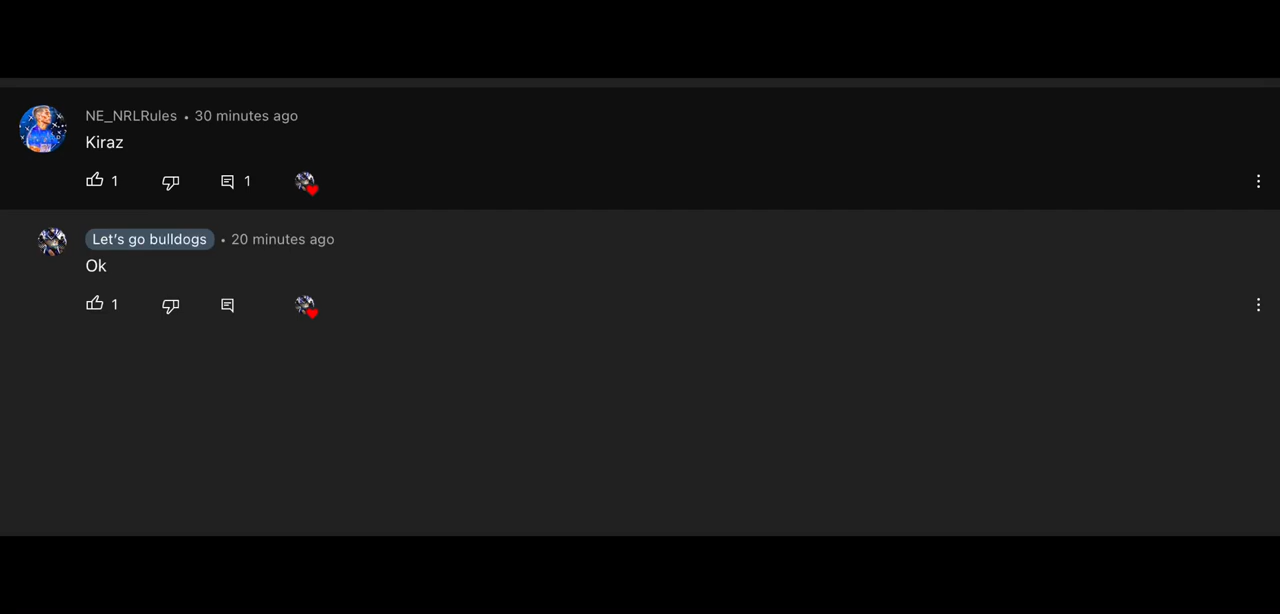 NE_NRLRules • 30 minutes ago
Kiraz
1 1
Let’s go bulldogs • 20 minutes ago
Ok
1